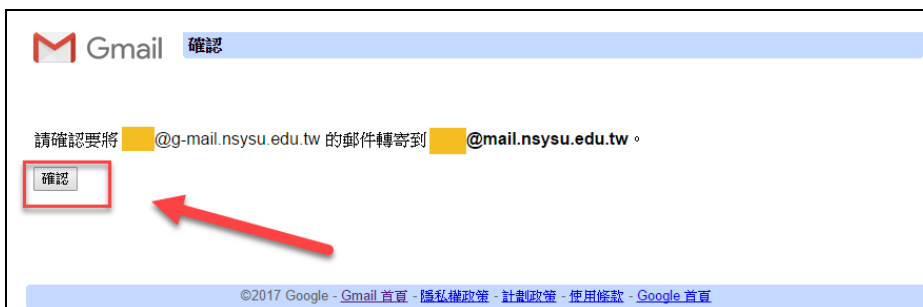 Gmail 確認
請確認要將 @g-mail.nsysu.edu.tw 的郵件轉寄到 @mail.nsysu.edu.tw。
確認
©2017 Google - Gmail 首頁 - 隱私權政策 - 計劃政策 - 使用條款 - Google 首頁